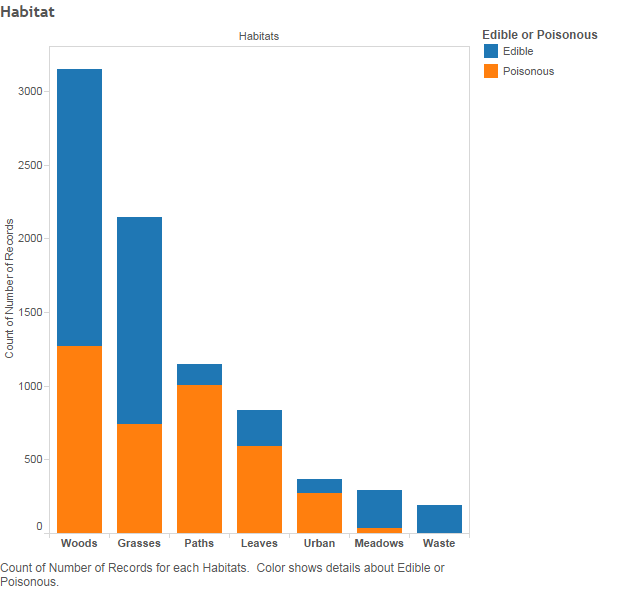 Habitat
Habitats
Edible or Poisonous
Edible
Poisonous
Count of Number of Records
3000
2500
2000
1500
1000
500
0
Woods Grasses Paths Leaves Urban Meadows Waste
Count of Number of Records for each Habitats.  Color shows details about Edible or
Poisonous.